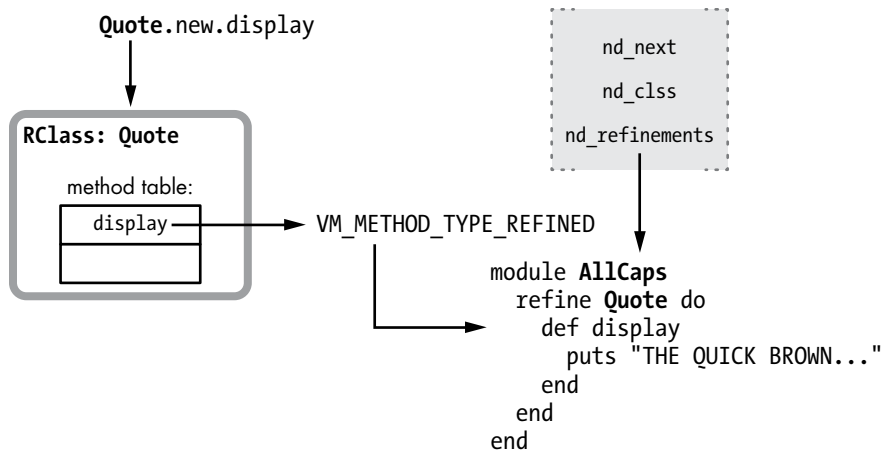 Quote.new.display
nd_next
nd_clss
nd_refinements
RClass: Quote
method table:
display
VM_METHOD_TYPE_REFINED
module AllCaps
  refine Quote do
    def display
      puts "THE QUICK BROWN..."
    end
  end
end